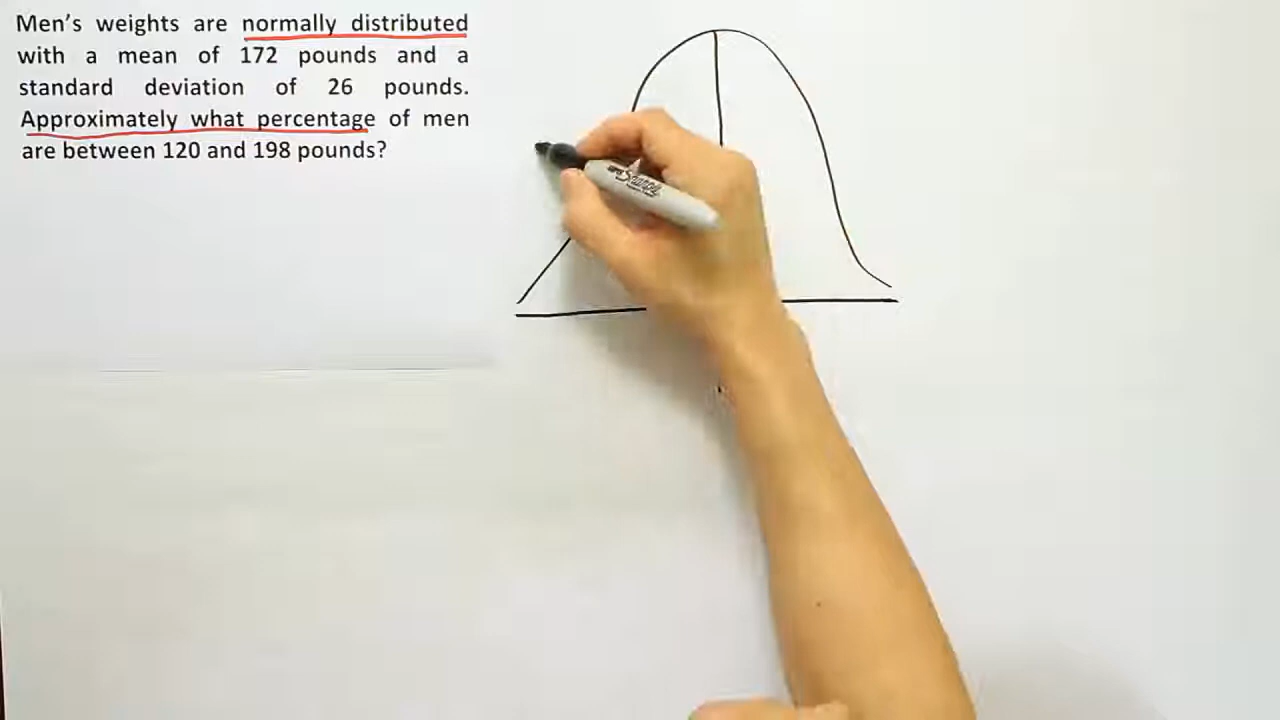 Men's weights are normally distributed
with a mean of 172 pounds and a
standard deviation of 26 pounds.
Approximately what percentage of men
are between 120 and 198 pounds?
Sharpie